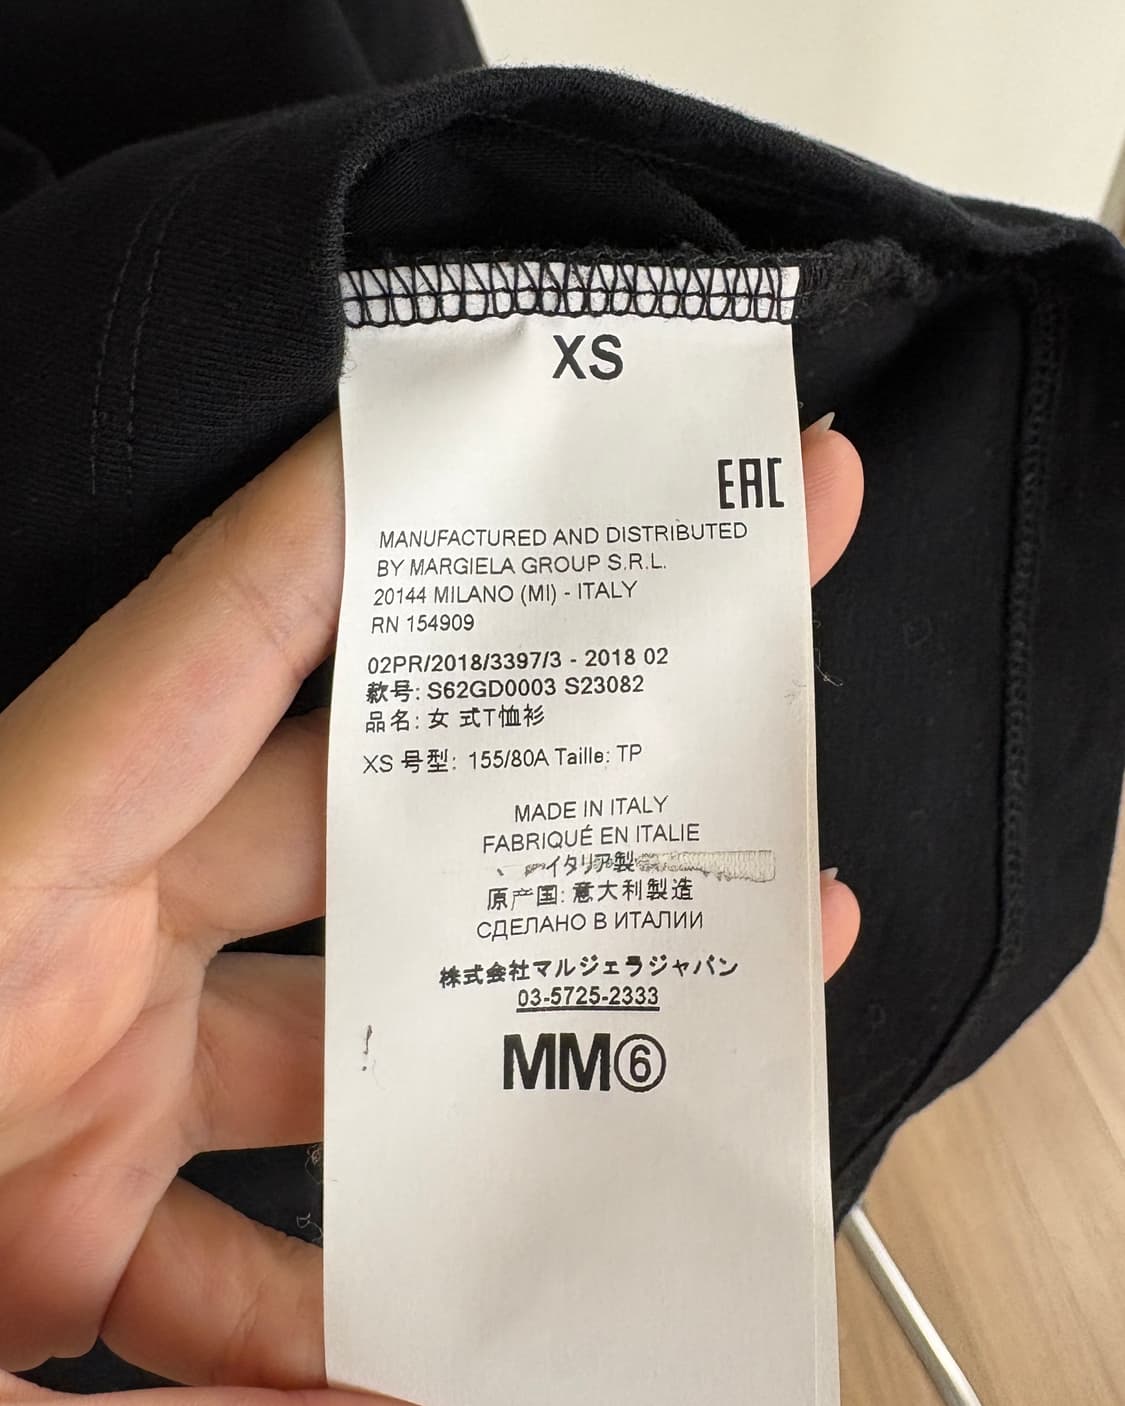 XS
EAC
MANUFACTURED AND DISTRIBUTED
BY MARGIELA GROUP S.R.L.
20144 MILANO (MI) - ITALY
RN 154909
02PR/2018/3397/3 - 2018 02
款号: S62GD0003 S23082
品名: 女 式T恤衫
XS 号型: 155/80A Taille: TP
MADE IN ITALY
FABRIQUÉ EN ITALIE
イタリア製
原产国: 意大利製造
СДЕЛАНО В ИТАЛИИ
株式会社マルジェラジャパン
03-5725-2333
MM⑥